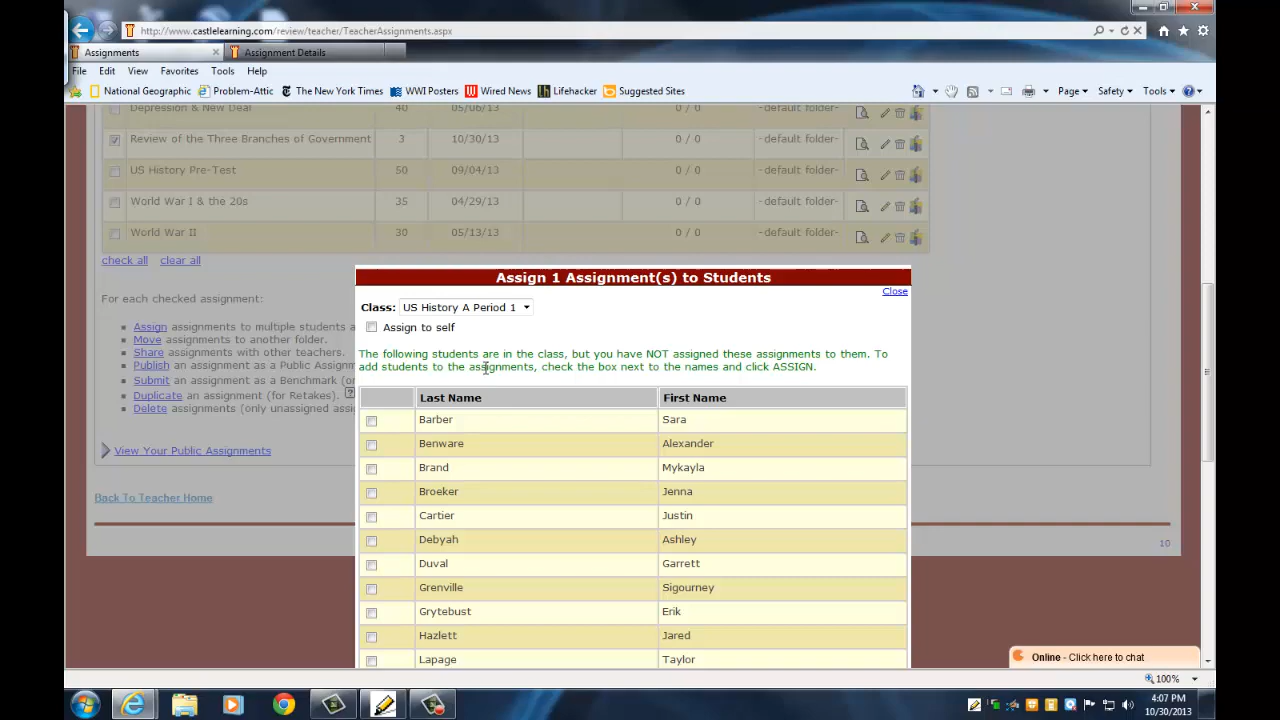 http://www.castlelearning.com/review/teacher/TeacherAssignments.aspx
Assignments
Assignment Details
File Edit View Favorites Tools Help
National Geographic Problem-Attic The New York Times WWI Posters Wired News Lifehacker Suggested Sites
Page Safety Tools
Depression & New Deal 40 05/06/13 0 / 0 -default folder-
Review of the Three Branches of Government 3 10/30/13 0 / 0 -default folder-
US History Pre-Test 50 09/04/13 0 / 0 -default folder-
World War I & the 20s 35 04/29/13 0 / 0 -default folder-
World War II 30 05/13/13 0 / 0 -default folder-
check all clear all
For each checked assignment:
Assign assignments to multiple students a
Move assignments to another folder.
Share assignments with other teachers.
Publish an assignment as a Public Assignm
Submit an assignment as a Benchmark (or
Duplicate an assignment (for Retakes). ?
Delete assignments (only unassigned assig
View Your Public Assignments
Back To Teacher Home
10
Assign 1 Assignment(s) to Students
Close
Class: US History A Period 1
Assign to self
The following students are in the class, but you have NOT assigned these assignments to them. To
add students to the assignments, check the box next to the names and click ASSIGN.
Last Name First Name
Barber Sara
Benware Alexander
Brand Mykayla
Broeker Jenna
Cartier Justin
Debyah Ashley
Duval Garrett
Grenville Sigourney
Grytebust Erik
Hazlett Jared
Lapage Taylor
Online - Click here to chat
100%
4:07 PM
10/30/2013